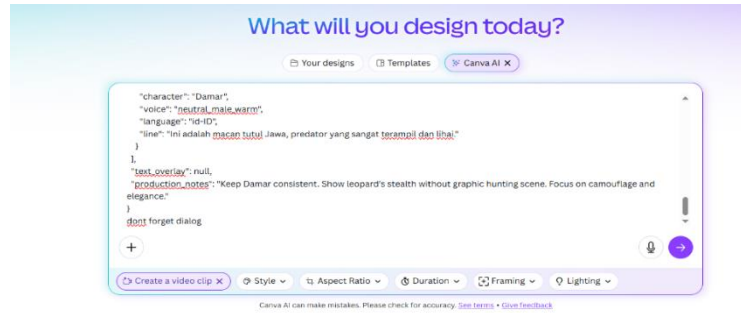 What will you design today?
Your designs
Templates
Canva AI ×
"character": "Damar",
"voice": "neutral_male_warm",
"language": "id-ID",
"line": "Ini adalah macan tutul Jawa, predator yang sangat terampil dan lihai."
}
],
"text_overlay": null,
"production_notes": "Keep Damar consistent. Show leopard's stealth without graphic hunting scene. Focus on camouflage and
elegance."
}
dont forget dialog
Create a video clip ×
Style
Aspect Ratio
Duration
Framing
Lighting
Canva AI can make mistakes. Please check for accuracy. See terms • Give feedback